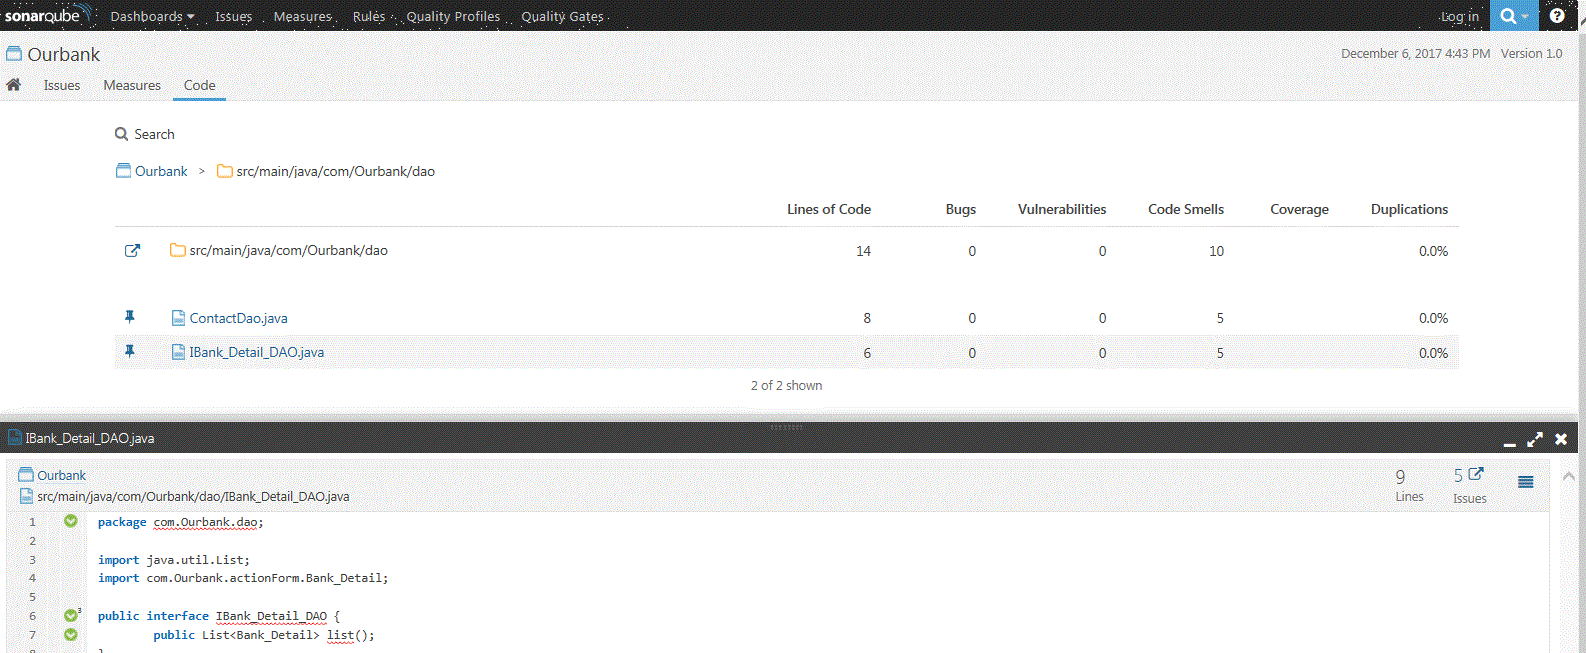 sonarqube Dashboards Issues Measures Rules Quality Profiles Quality Gates Log in
Ourbank December 6, 2017 4:43 PM Version 1.0
Issues Measures Code
Search
Ourbank > src/main/java/com/Ourbank/dao
Lines of Code Bugs Vulnerabilities Code Smells Coverage Duplications
src/main/java/com/Ourbank/dao 14 0 0 10 0.0%
ContactDao.java 8 0 0 5 0.0%
IBank_Detail_DAO.java 6 0 0 5 0.0%
2 of 2 shown
IBank_Detail_DAO.java
Ourbank 9 5
src/main/java/com/Ourbank/dao/IBank_Detail_DAO.java Lines Issues
1 package com.Ourbank.dao;
2
3 import java.util.List;
4 import com.Ourbank.actionForm.Bank_Detail;
5
6 3 public interface IBank_Detail_DAO {
7 public List<Bank_Detail> list();
8 }